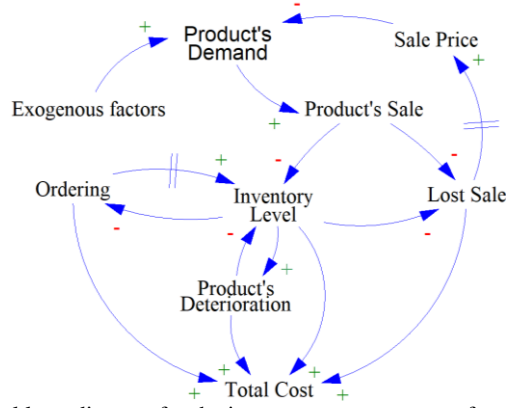 Product's
Demand
Sale Price
Exogenous factors
Product's Sale
Ordering
Inventory
Level
Lost Sale
Product's
Deterioration
Total Cost
+
-
+
+
-
-
+
-
-
-
+
+
+
+